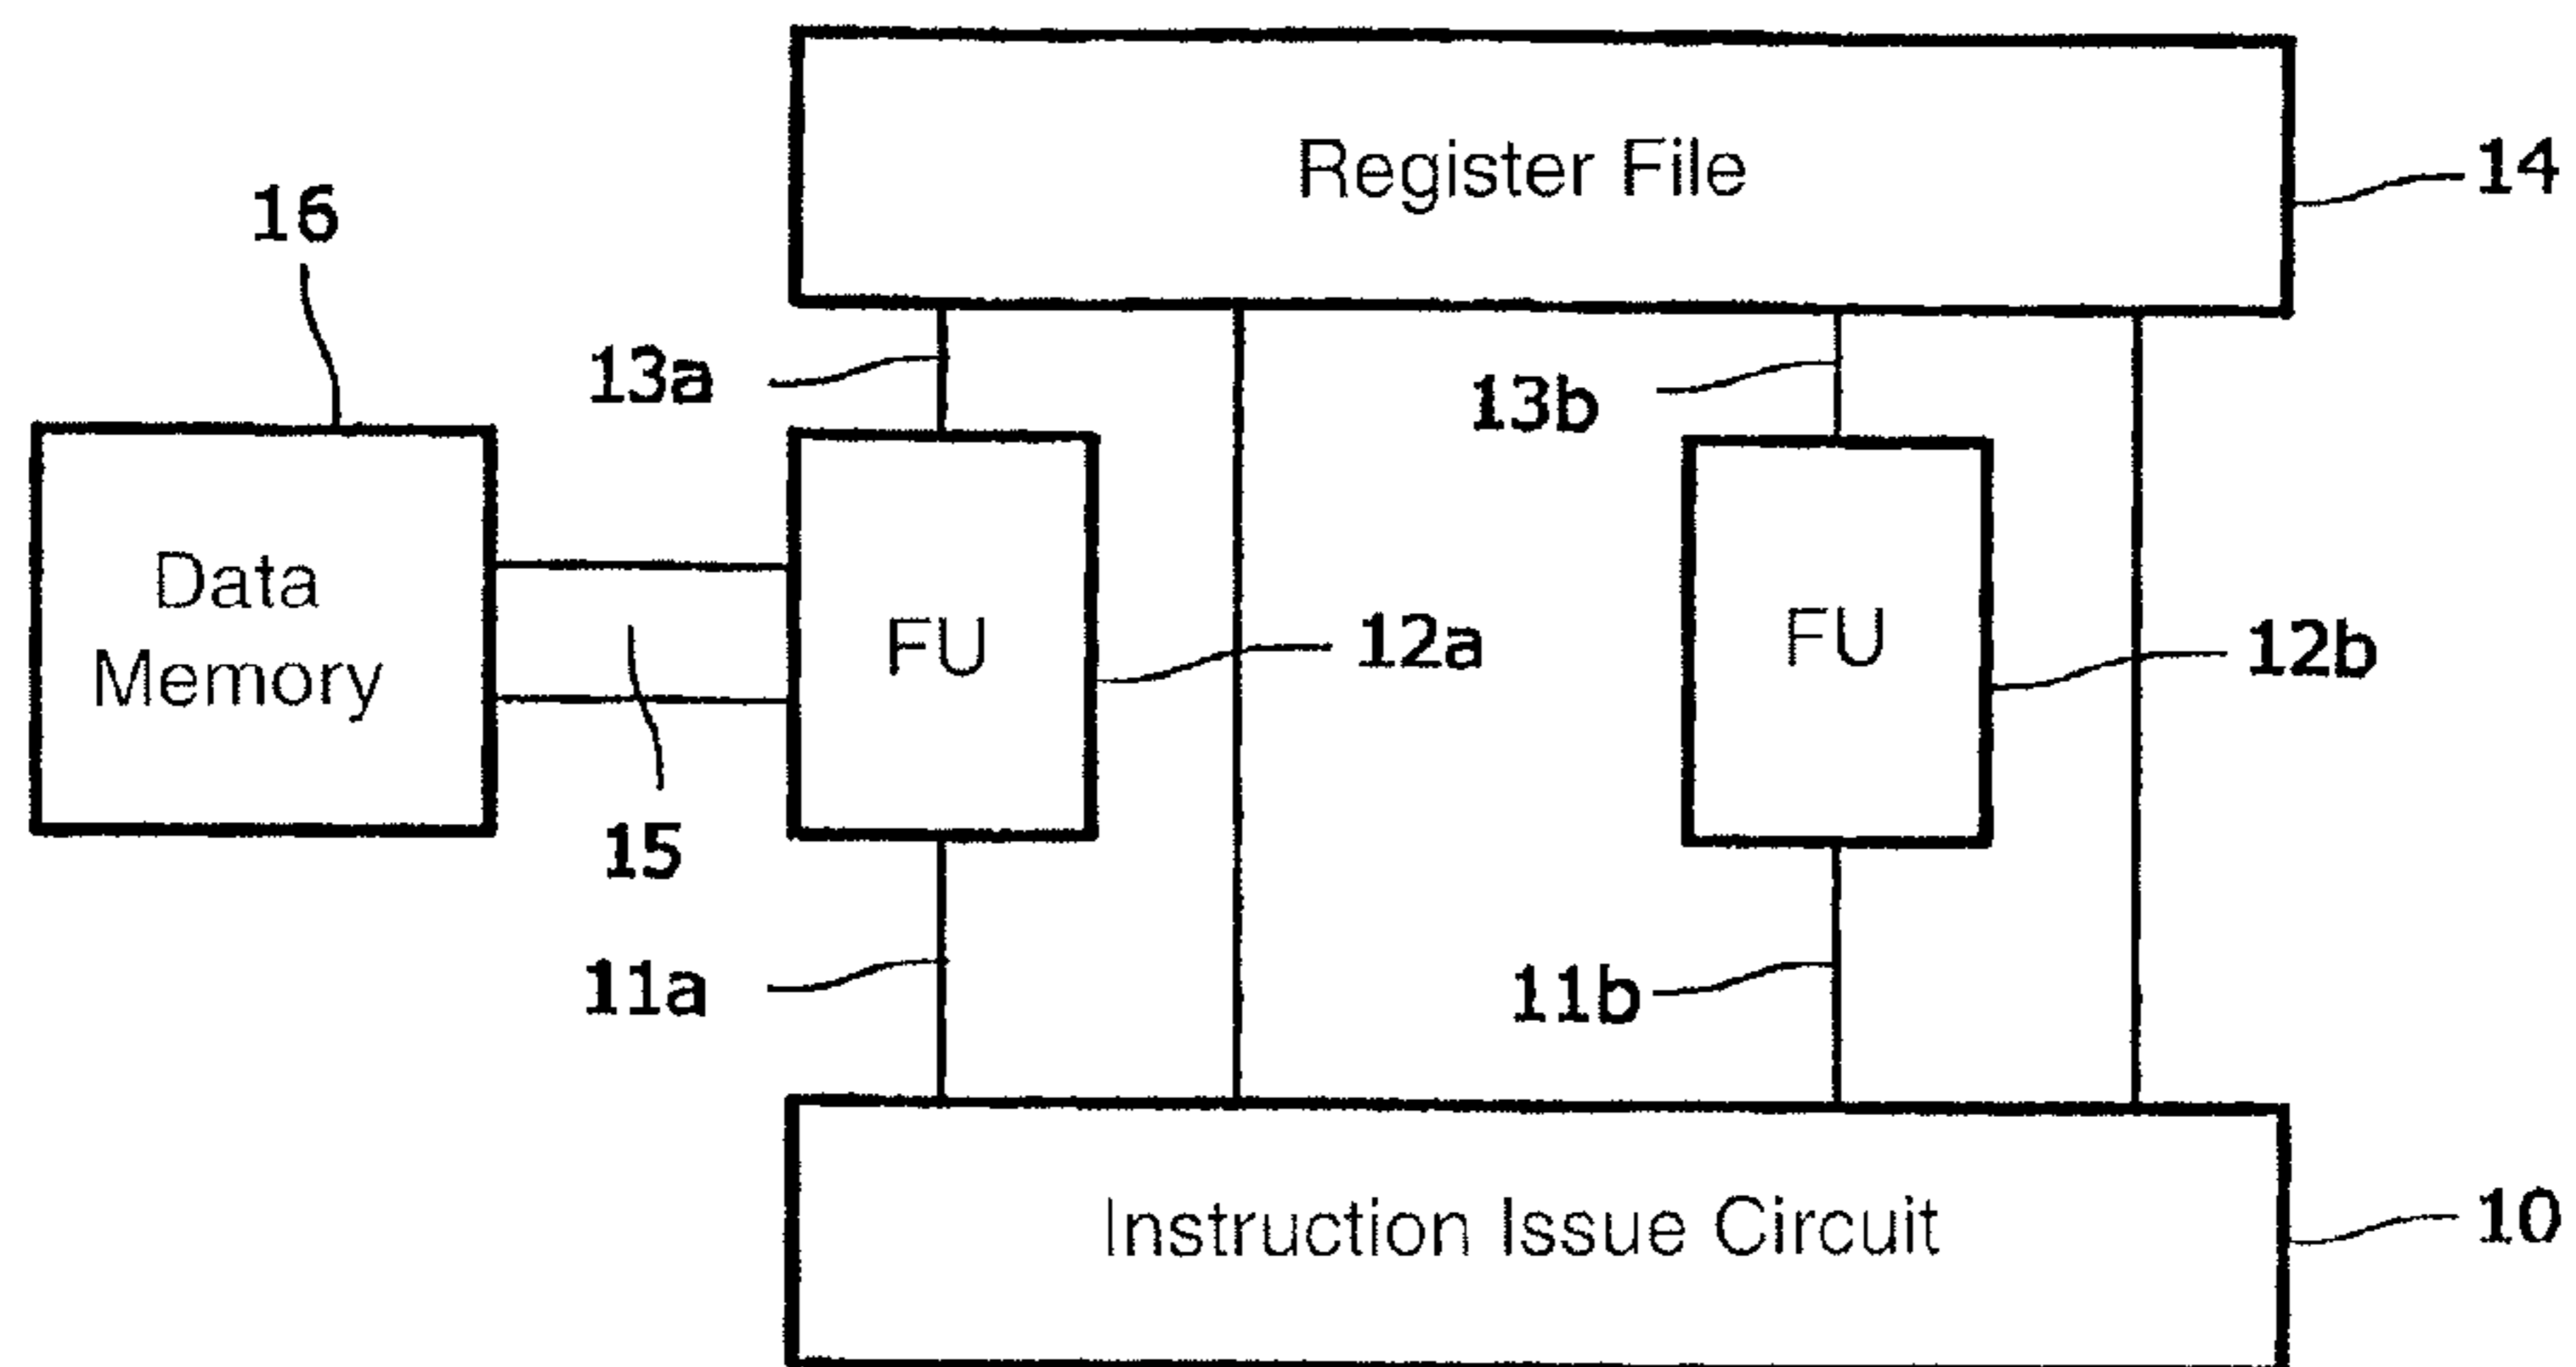 Register File
14
16
13a
13b
Data
Memory
FU
12a
FU
12b
15
11a
11b
Instruction Issue Circuit
10